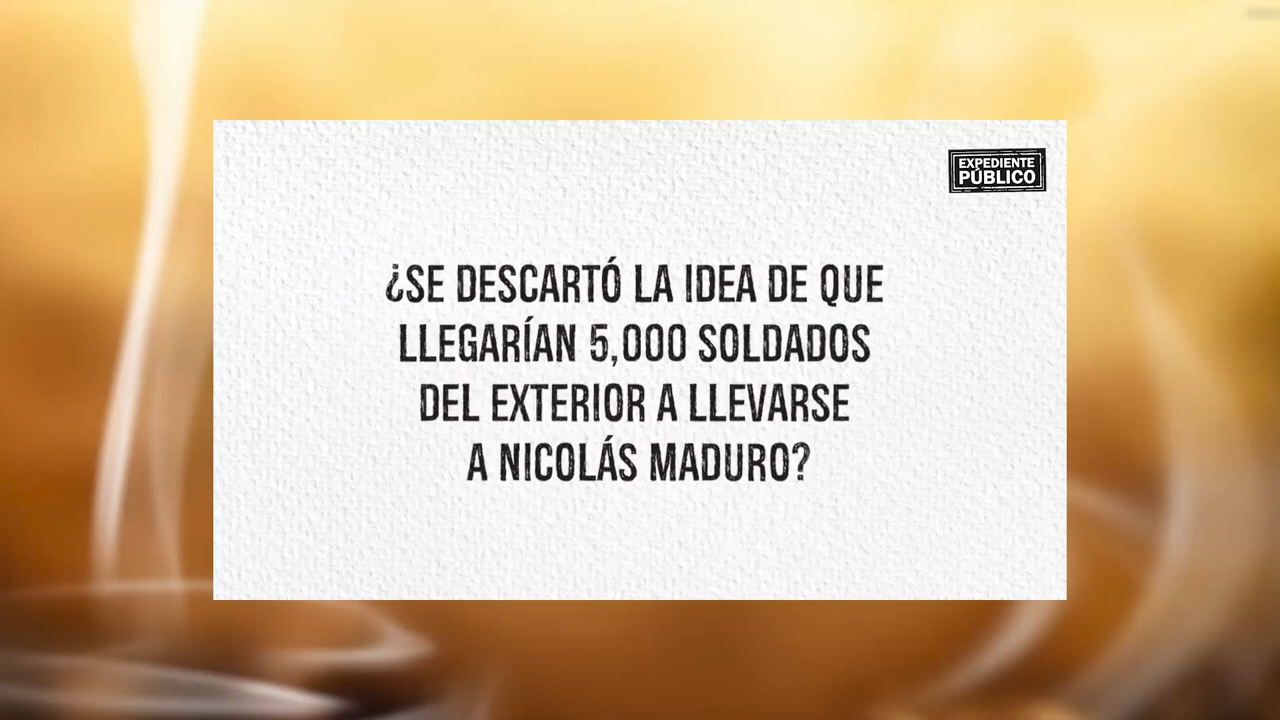 EXPEDIENTE
PÚBLICO
¿SE DESCARTÓ LA IDEA DE QUE
LLEGARÍAN 5,000 SOLDADOS
DEL EXTERIOR A LLEVARSE
A NICOLÁS MADURO?